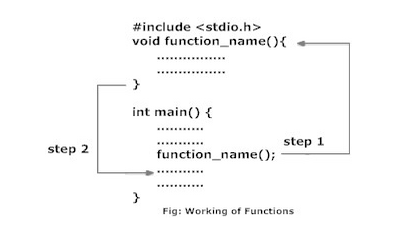 #include <stdio.h>
void function_name(){
................
................
}
int main() {
...........
...........
function_name();
step 1
step 2
...........
...........
}
Fig: Working of Functions